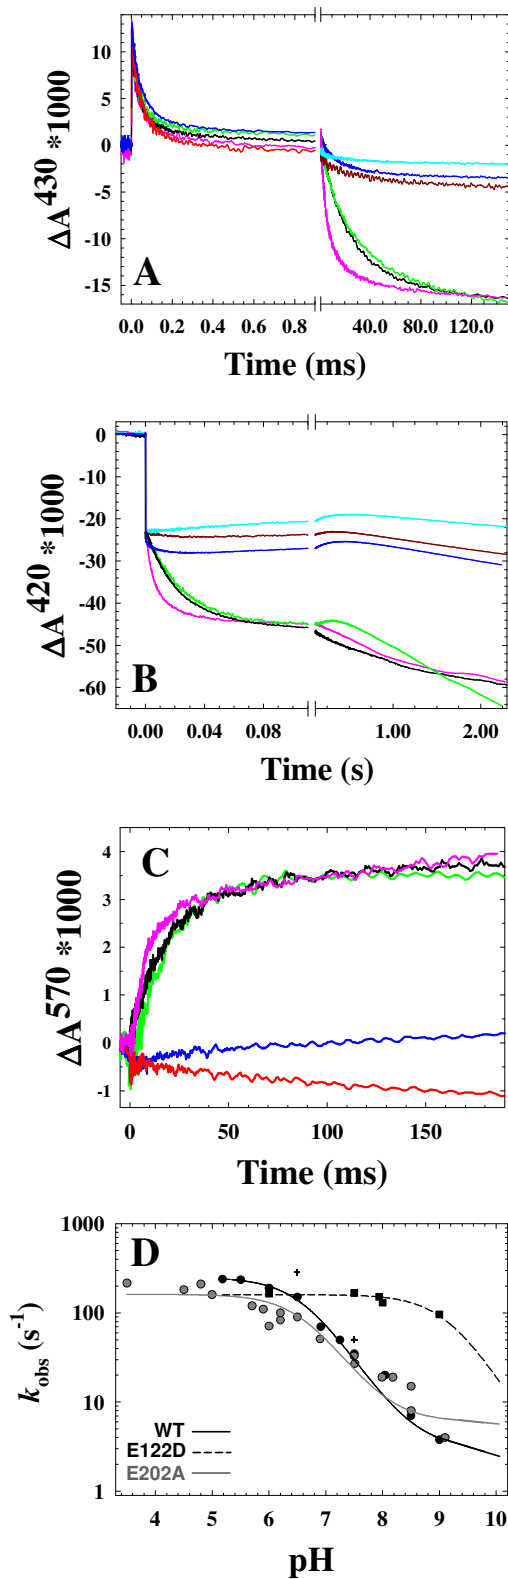 10
5
0
-5
-10
-15
ΔA430 *1000
A
0.0 0.2 0.4 0.6 0.8 40.0 80.0 120.0
Time (ms)
0
-10
-20
-30
-40
-50
-60
ΔA420 *1000
B
0.00 0.04 0.08 1.00 2.00
Time (s)
4
3
2
1
0
-1
ΔA570 *1000
C
0 50 100 150
Time (ms)
1000
100
10
1
kobs (s-1)
D
WT
E122D
E202A
4 5 6 7 8 9 10
pH